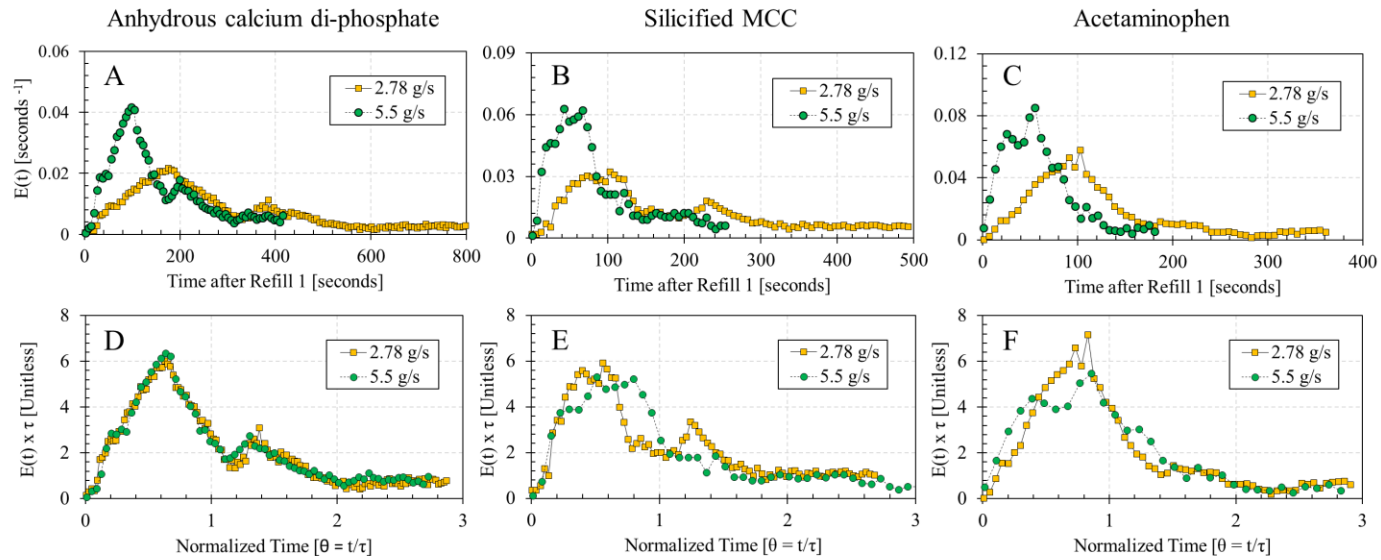 Anhydrous calcium di-phosphate
Silicified MCC
Acetaminophen
A
E(t) [seconds ⁻¹]
0.06
0.04
0.02
0
2.78 g/s
5.5 g/s
0 200 400 600 800
Time after Refill 1 [seconds]
B
0.09
0.06
0.03
0
2.78 g/s
5.5 g/s
0 100 200 300 400 500
Time after Refill 1 [seconds]
C
0.12
0.08
0.04
0
2.78 g/s
5.5 g/s
0 100 200 300 400
Time after Refill 1 [seconds]
D
E(t) x τ [Unitless]
8
6
4
2
0
2.78 g/s
5.5 g/s
0 1 2 3
Normalized Time [θ = t/τ]
E
E(t) x τ [Unitless]
8
6
4
2
0
2.78 g/s
5.5 g/s
0 1 2 3
Normalized Time [θ = t/τ]
F
E(t) x τ [Unitless]
8
6
4
2
0
2.78 g/s
5.5 g/s
0 1 2 3
Normalized Time [θ = t/τ]